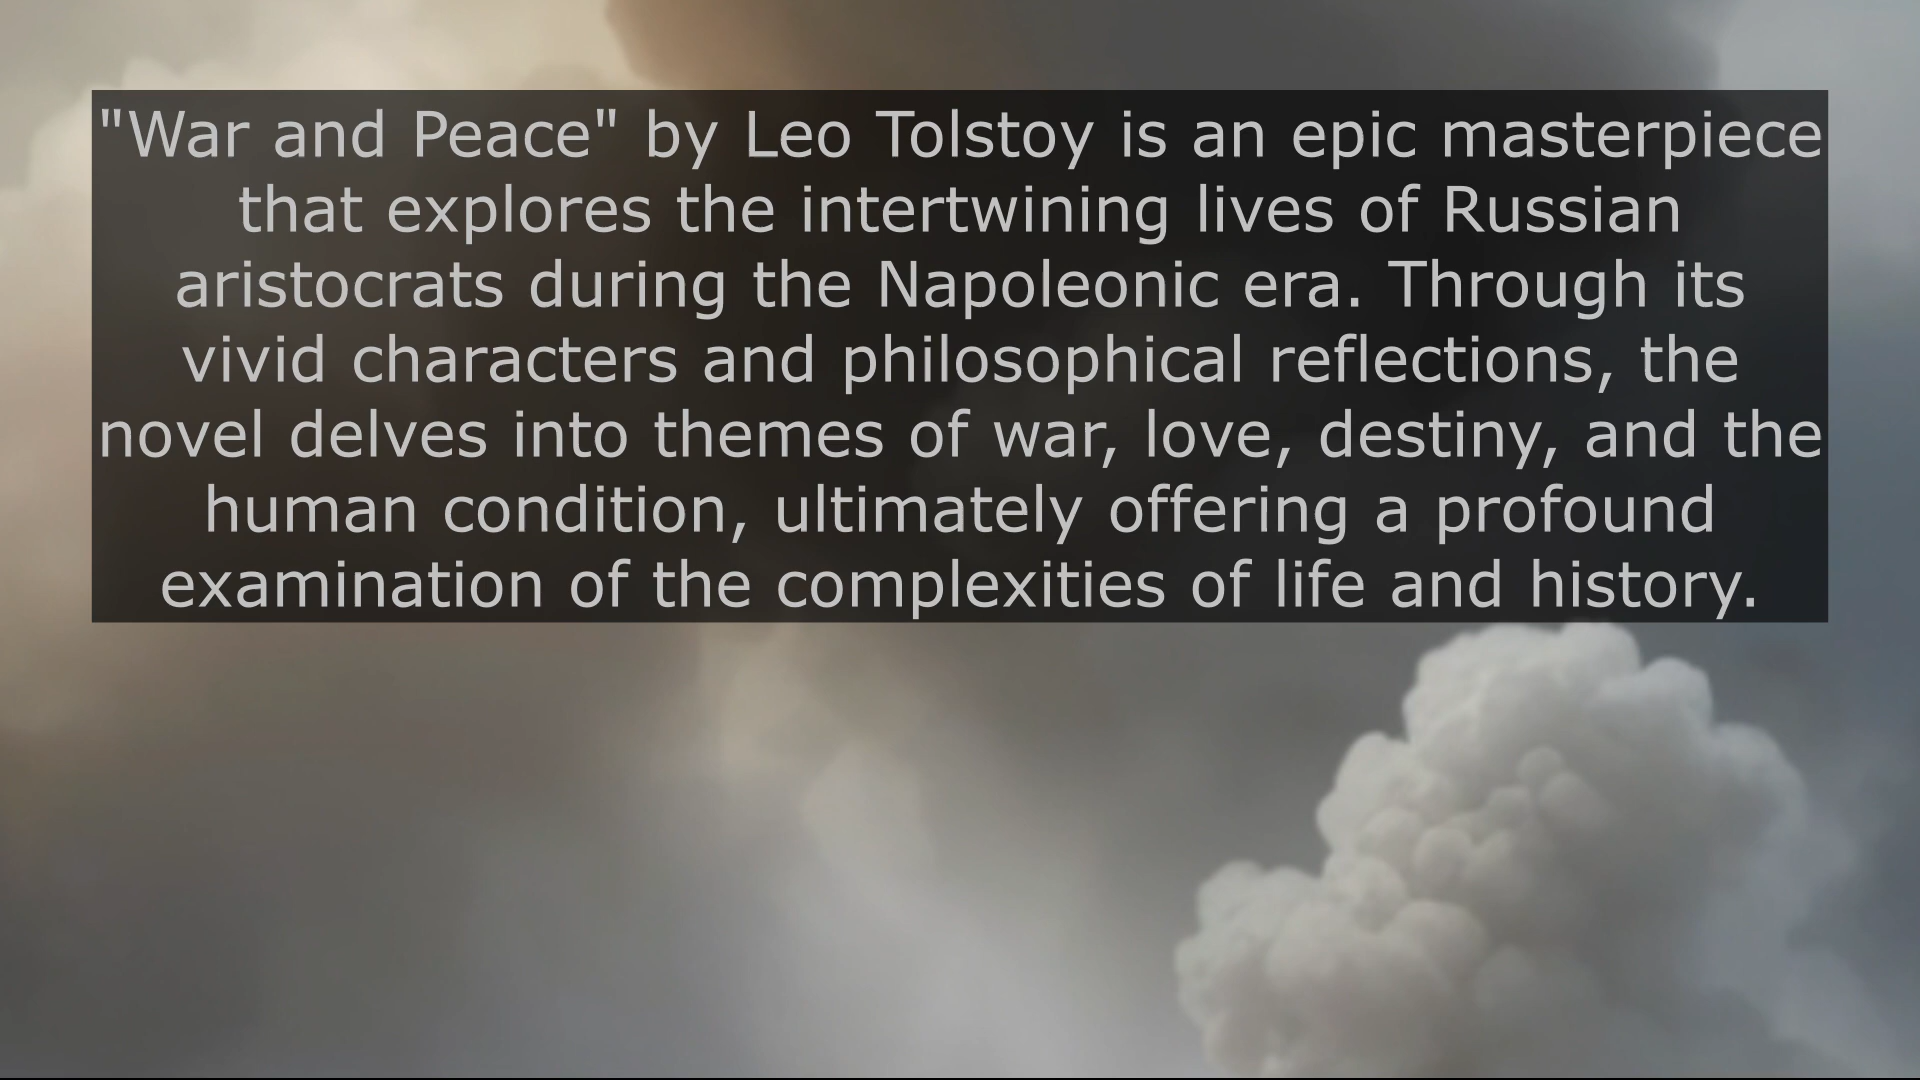 "War and Peace" by Leo Tolstoy is an epic masterpiece
that explores the intertwining lives of Russian
aristocrats during the Napoleonic era. Through its
vivid characters and philosophical reflections, the
novel delves into themes of war, love, destiny, and the
human condition, ultimately offering a profound
examination of the complexities of life and history.